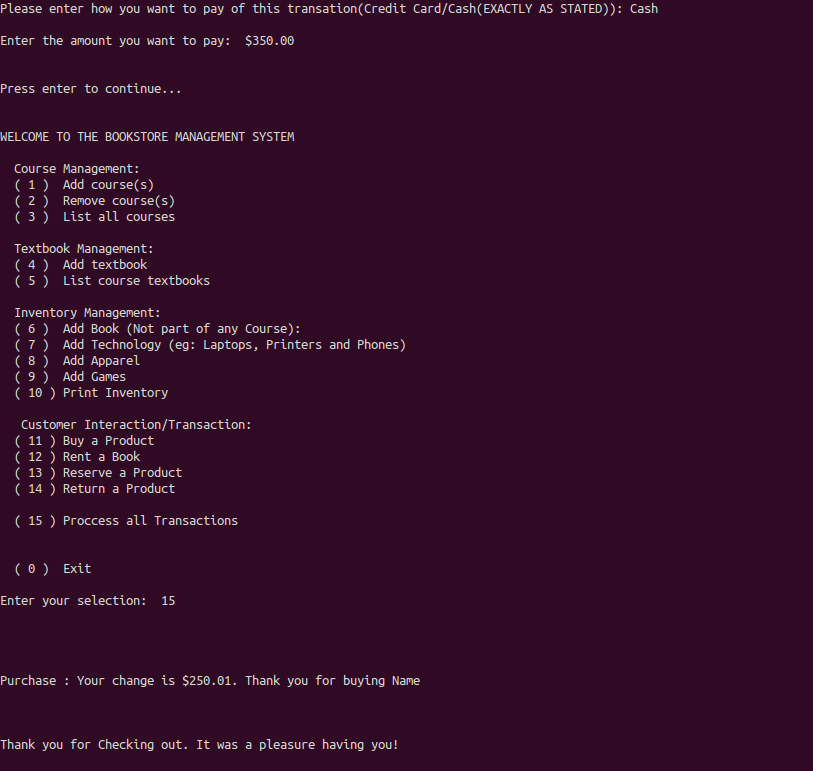 Please enter how you want to pay of this transation(Credit Card/Cash(EXACTLY AS STATED)): Cash
Enter the amount you want to pay:  $350.00
Press enter to continue...
WELCOME TO THE BOOKSTORE MANAGEMENT SYSTEM
Course Management:
( 1 )  Add course(s)
( 2 )  Remove course(s)
( 3 )  List all courses
Textbook Management:
( 4 )  Add textbook
( 5 )  List course textbooks
Inventory Management:
( 6 )  Add Book (Not part of any Course):
( 7 )  Add Technology (eg: Laptops, Printers and Phones)
( 8 )  Add Apparel
( 9 )  Add Games
( 10 ) Print Inventory
Customer Interaction/Transaction:
( 11 ) Buy a Product
( 12 ) Rent a Book
( 13 ) Reserve a Product
( 14 ) Return a Product
( 15 ) Proccess all Transactions
( 0 )  Exit
Enter your selection:  15
Purchase : Your change is $250.01. Thank you for buying Name
Thank you for Checking out. It was a pleasure having you!